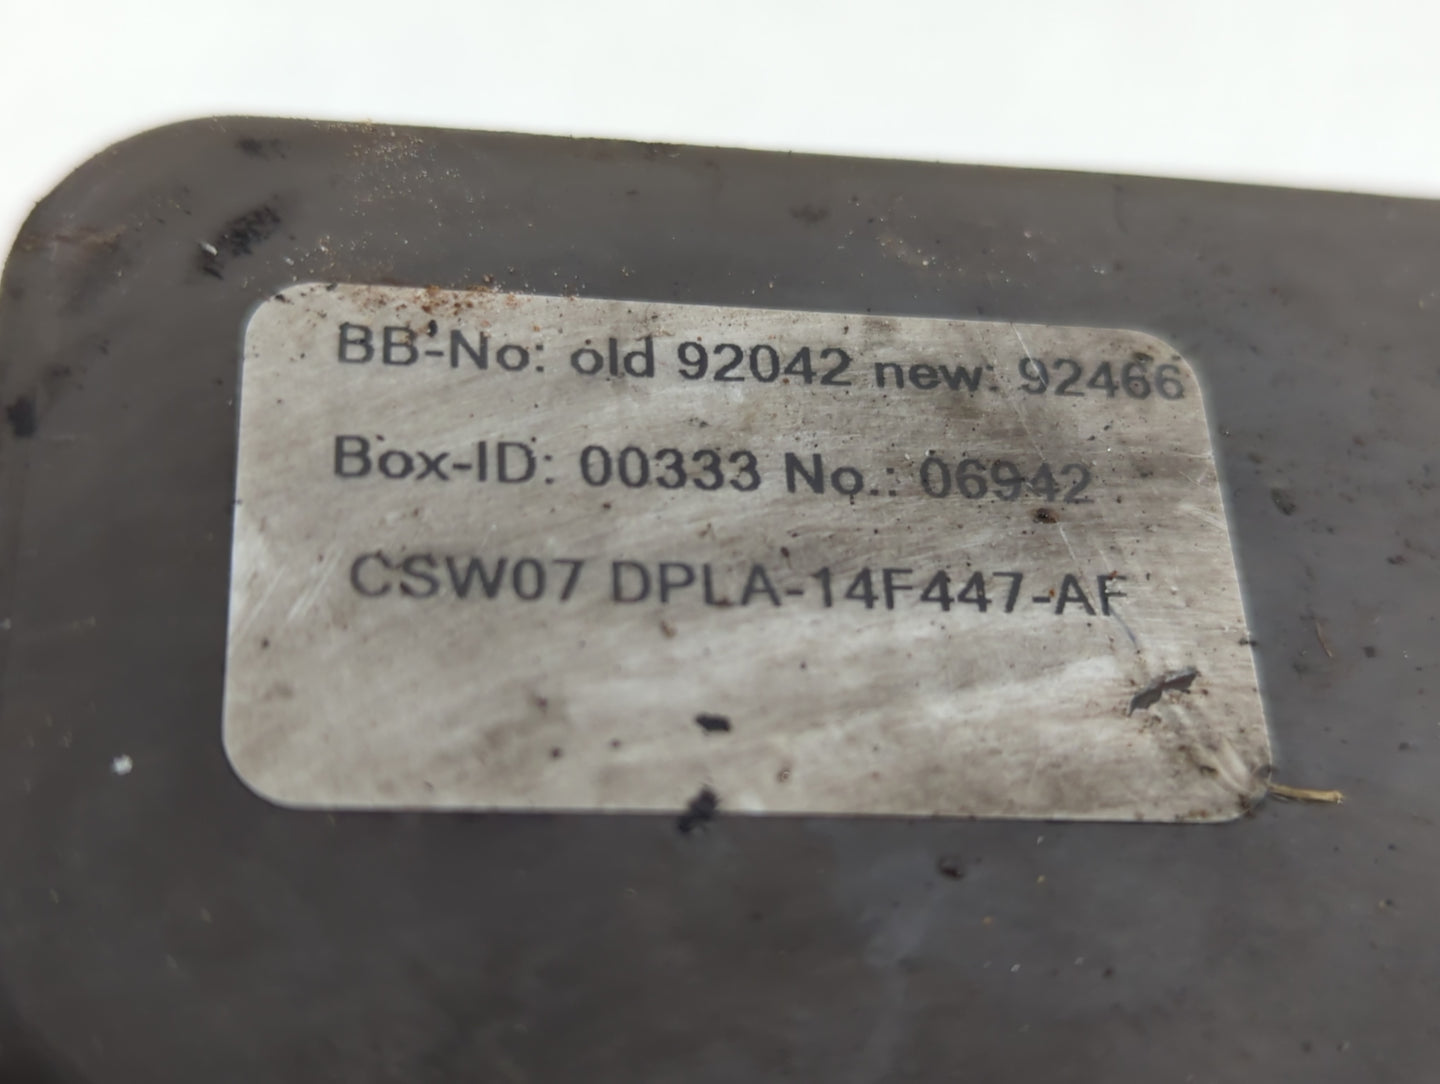 BB-No: old 92042 new: 92466
Box-ID: 00333 No.: 06942
CSW07 DPLA-14F447-AF